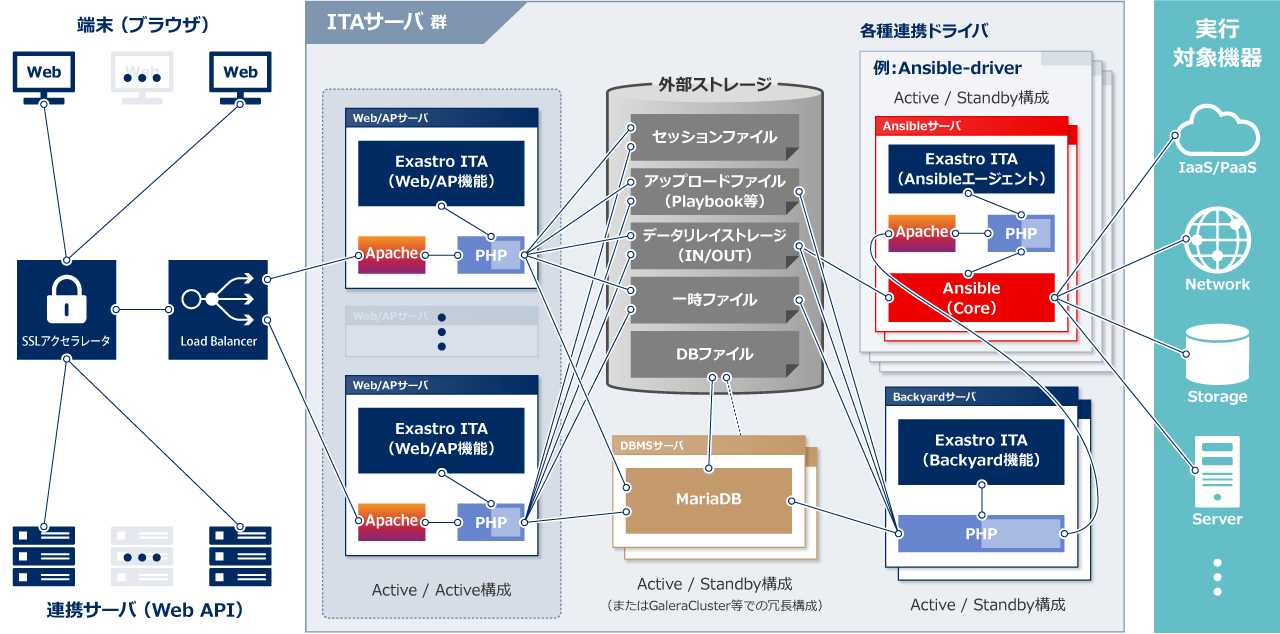 端末（ブラウザ）
Web
Web
Web
SSLアクセラレータ
Load Balancer
連携サーバ（Web API）
ITAサーバ 群
Web/APサーバ
Exastro ITA
（Web/AP機能）
Apache
PHP
Web/APサーバ
Web/APサーバ
Exastro ITA
（Web/AP機能）
Apache
PHP
Active / Active構成
外部ストレージ
セッションファイル
アップロードファイル
（Playbook等）
データリレイストレージ
（IN/OUT）
一時ファイル
DBファイル
DBMSサーバ
MariaDB
Active / Standby構成
（またはGaleraCluster等での冗長構成）
各種連携ドライバ
例:Ansible-driver
Active / Standby構成
Ansibleサーバ
Exastro ITA
（Ansibleエージェント）
Apache
PHP
Ansible
（Core）
Backyardサーバ
Exastro ITA
（Backyard機能）
PHP
Active / Standby構成
実行
対象機器
IaaS/PaaS
Network
Storage
Server